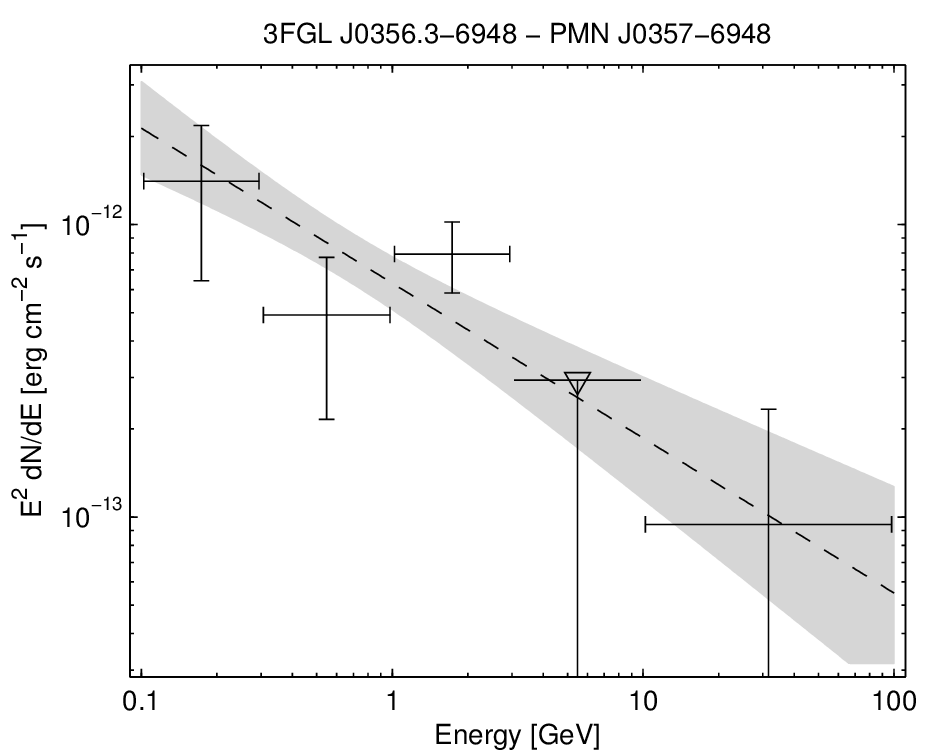 3FGL J0356.3−6948 − PMN J0357−6948
E² dN/dE [erg cm⁻² s⁻¹]
10⁻¹²
10⁻¹³
0.1 1 10 100
Energy [GeV]